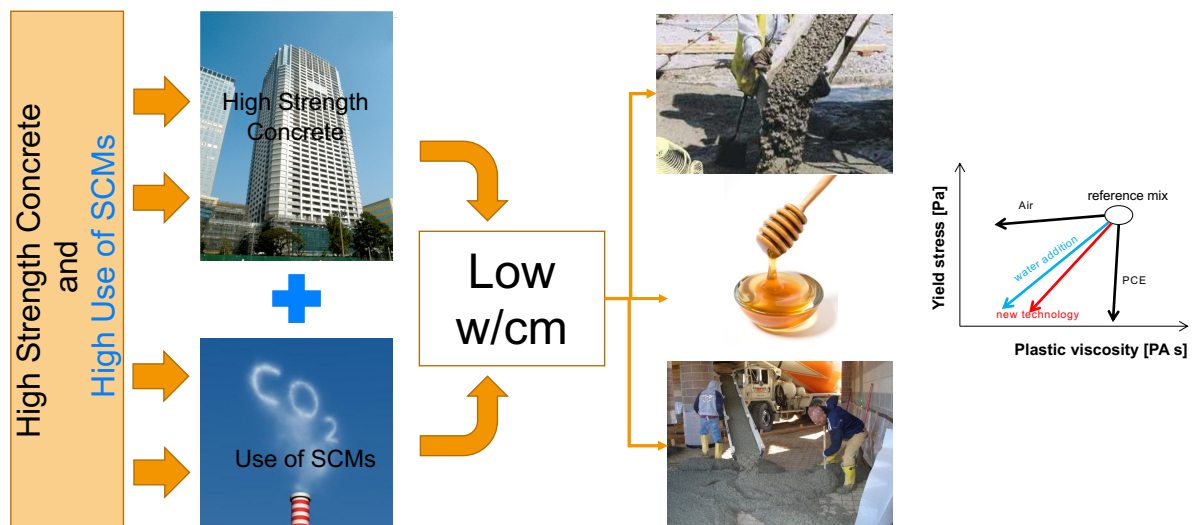 High Strength Concrete
and
High Use of SCMs
High Strength
Concrete
CO2
Use of SCMs
Low
w/cm
Yield stress [Pa]
Air
reference mix
water addition
PCE
new technology
Plastic viscosity [PA s]